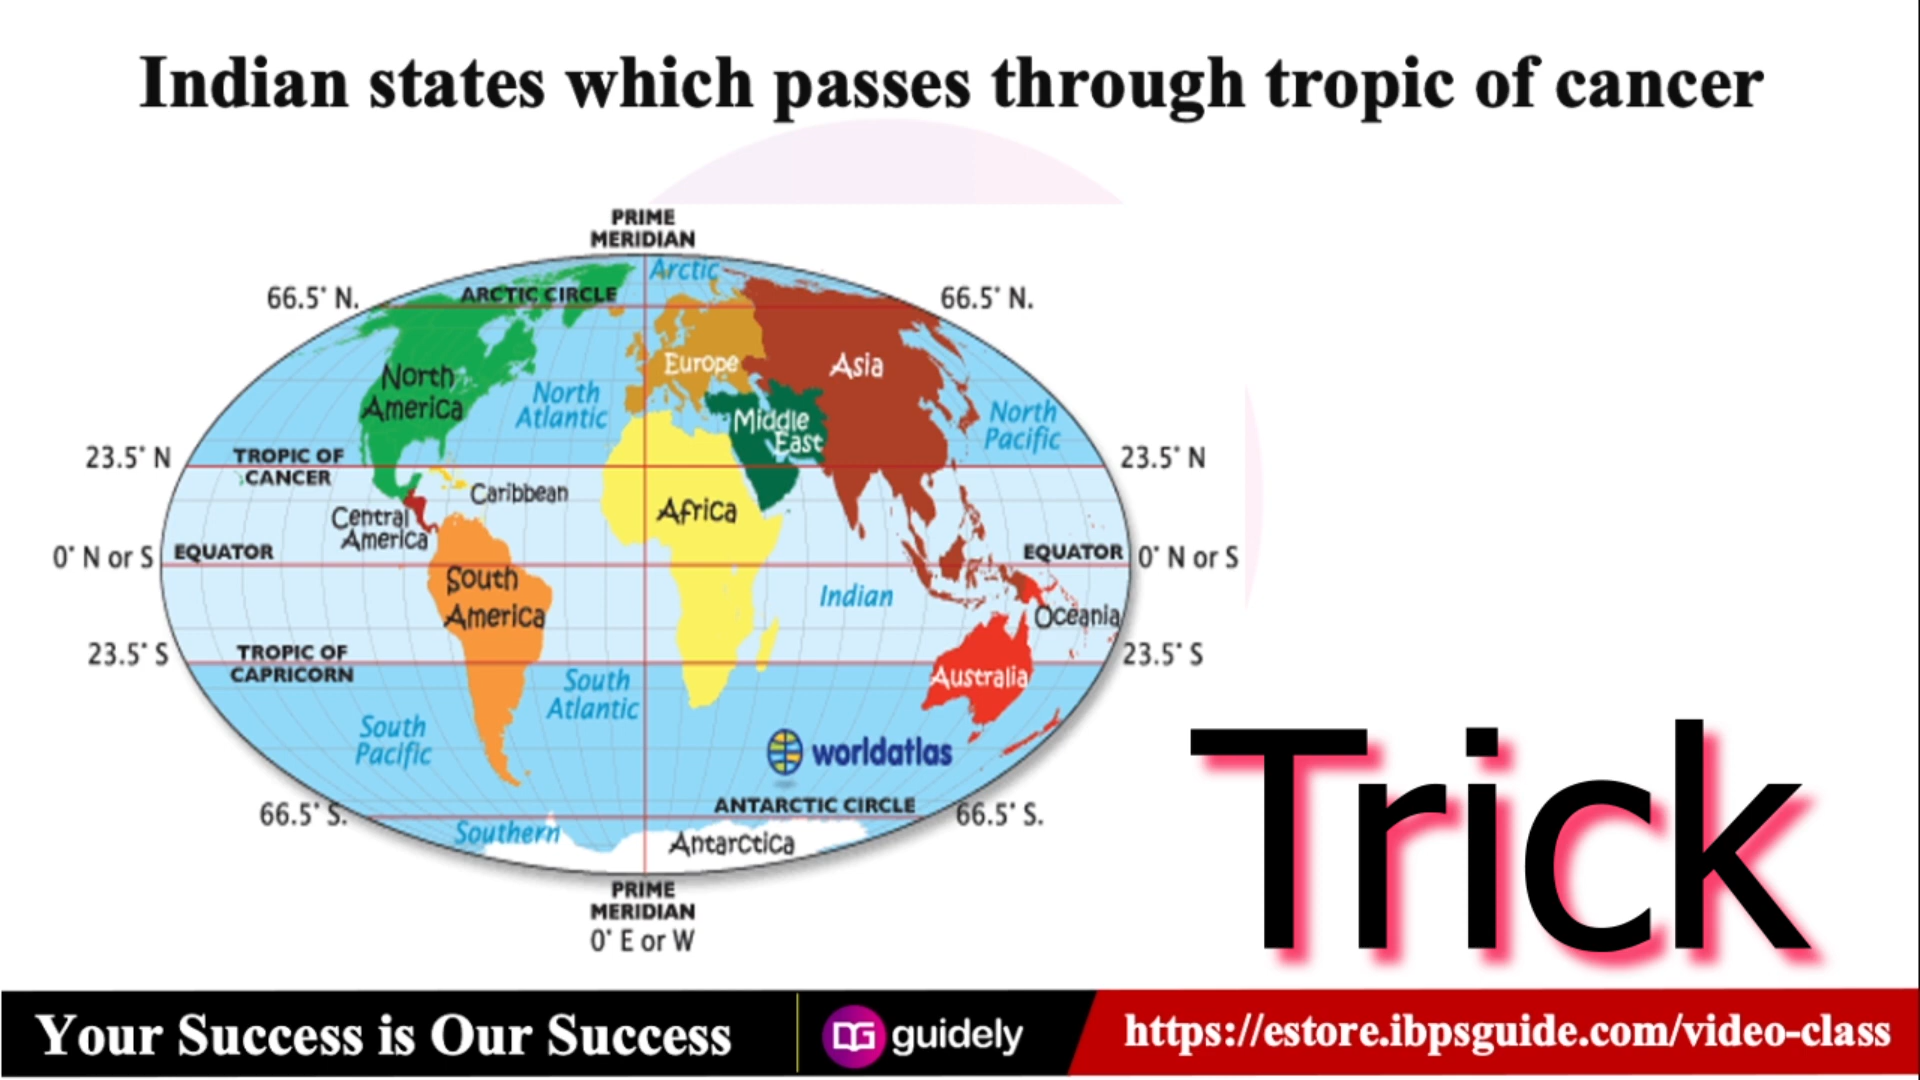 Indian states which passes through tropic of cancer
PRIME
MERIDIAN
Arctic
66.5° N.
ARCTIC CIRCLE
66.5° N.
Europe
Asia
North
America
North
Atlantic
Middle
East
North
Pacific
23.5° N
TROPIC OF
CANCER
23.5° N
Caribbean
Africa
Central
America
0° N or S
EQUATOR
EQUATOR
0° N or S
South
America
Indian
Oceania
23.5° S
TROPIC OF
CAPRICORN
23.5° S
South
Atlantic
Australia
South
Pacific
worldatlas
66.5° S.
ANTARCTIC CIRCLE
66.5° S.
Southern
Antarctica
PRIME
MERIDIAN
0° E or W
Trick
Your Success is Our Success
DG guidely
https://estore.ibpsguide.com/video-class